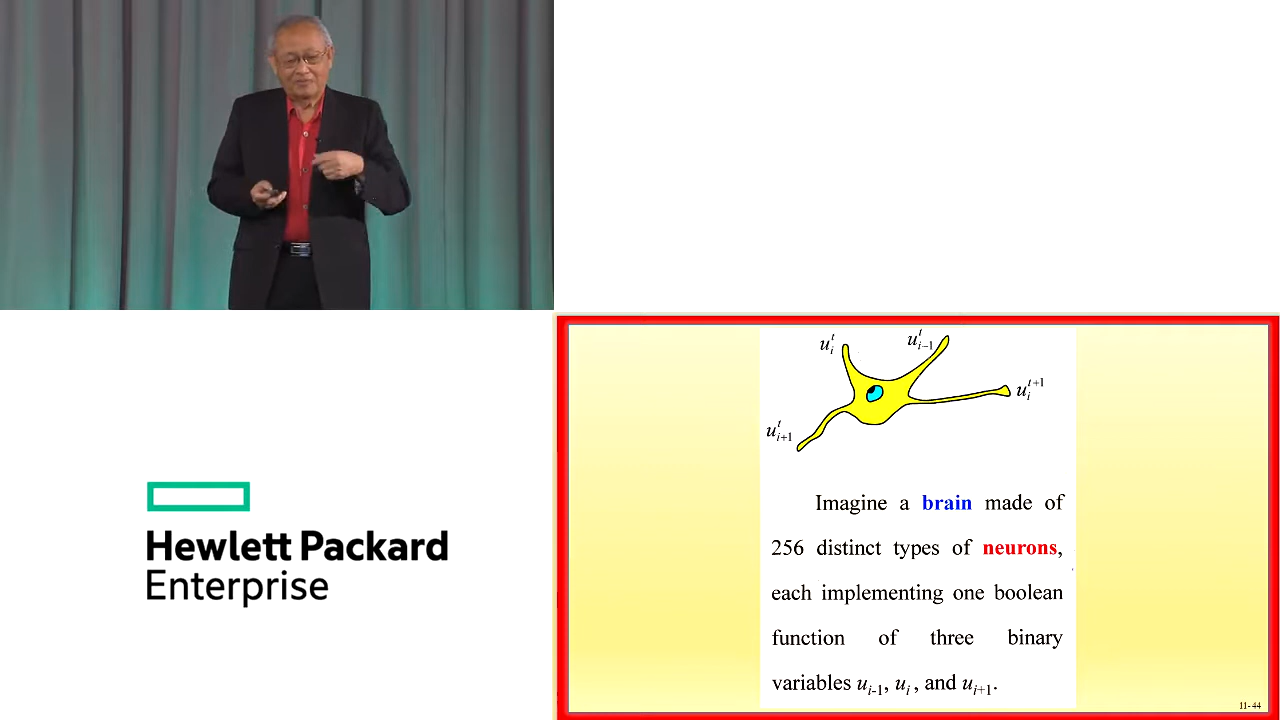 Hewlett Packard
Enterprise
u_i^t
u_{i-1}^t
u_i^{t+1}
u_{i+1}^t
Imagine a brain made of
256 distinct types of neurons,
each implementing one boolean
function of three binary
variables u_{i-1}, u_i, and u_{i+1}.
11-44